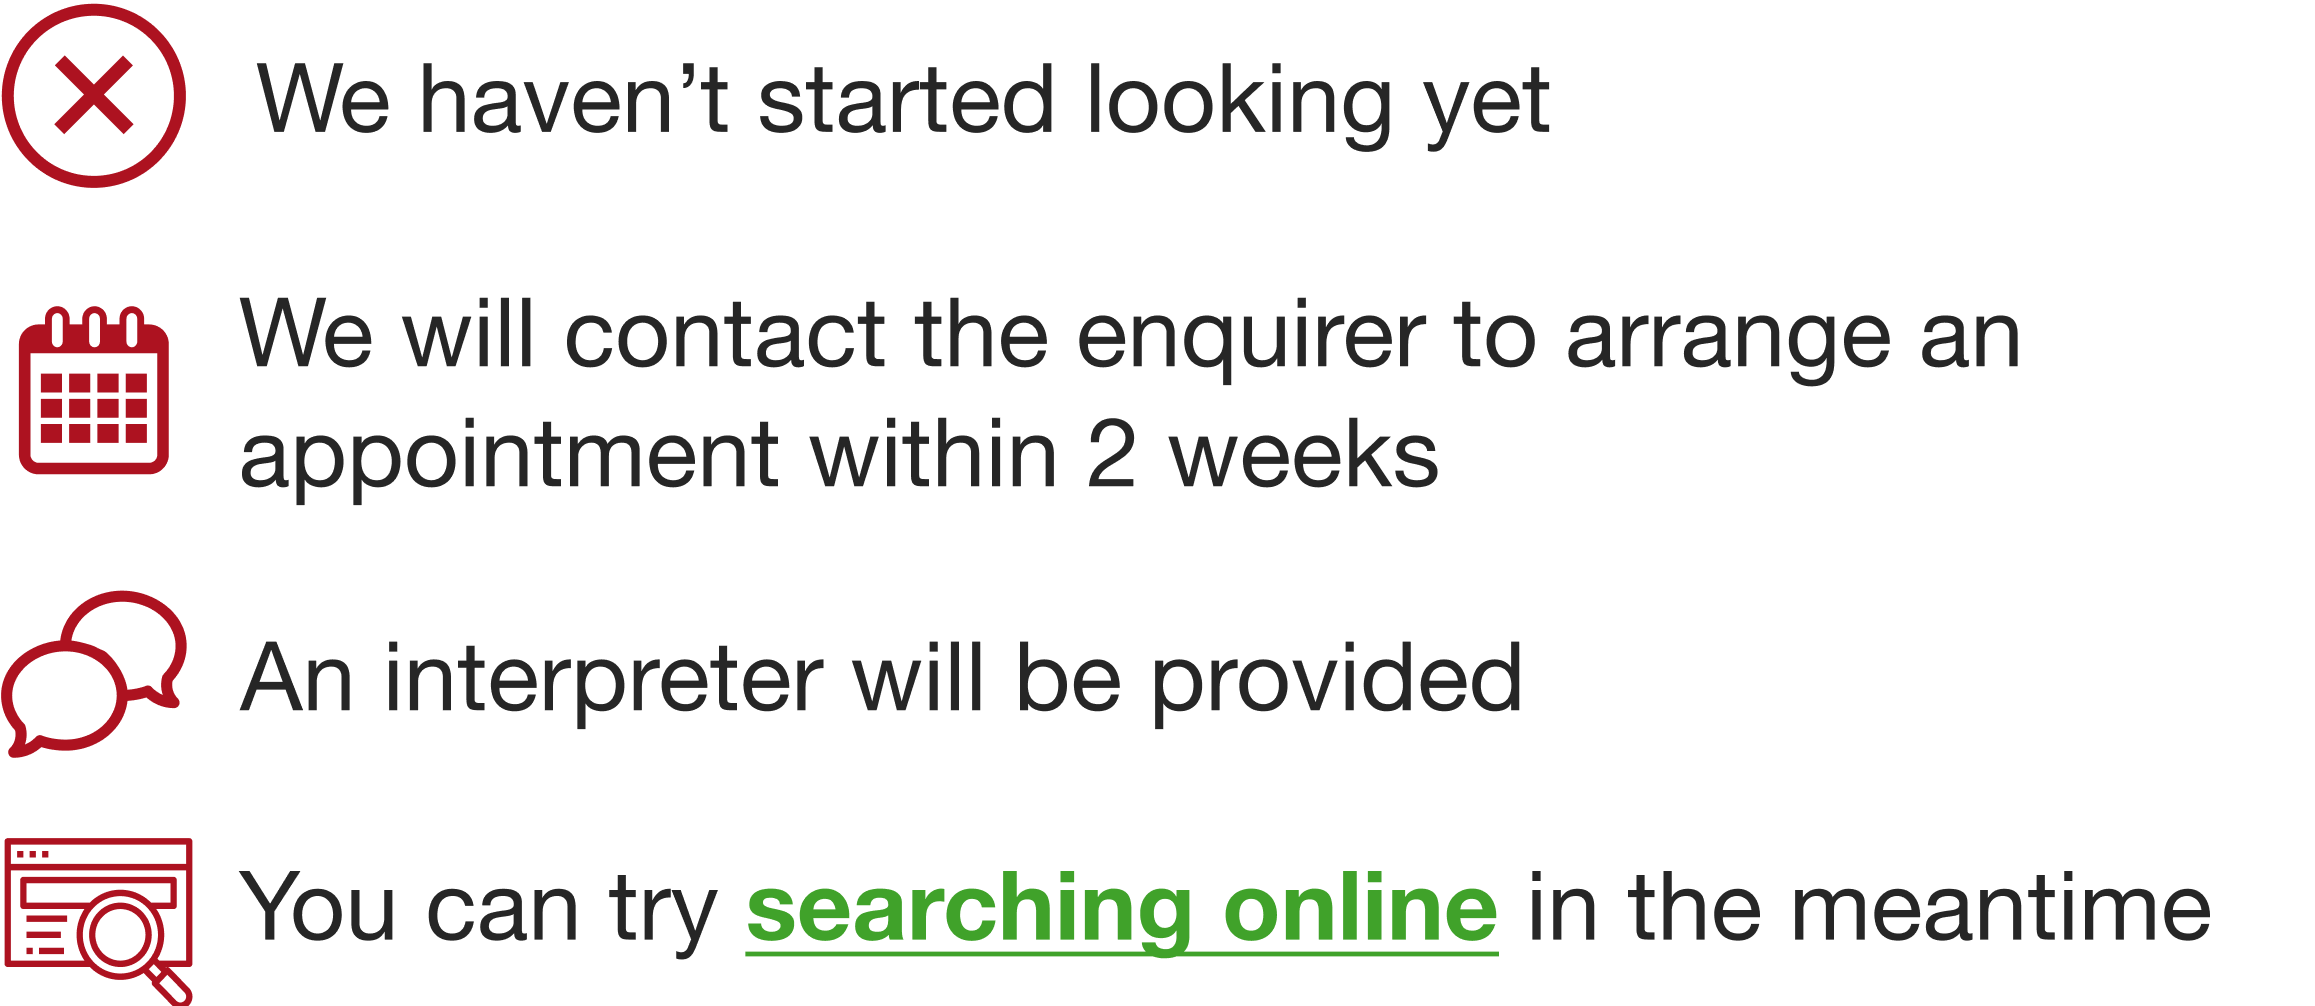 We haven’t started looking yet
We will contact the enquirer to arrange an
appointment within 2 weeks
An interpreter will be provided
You can try searching online in the meantime